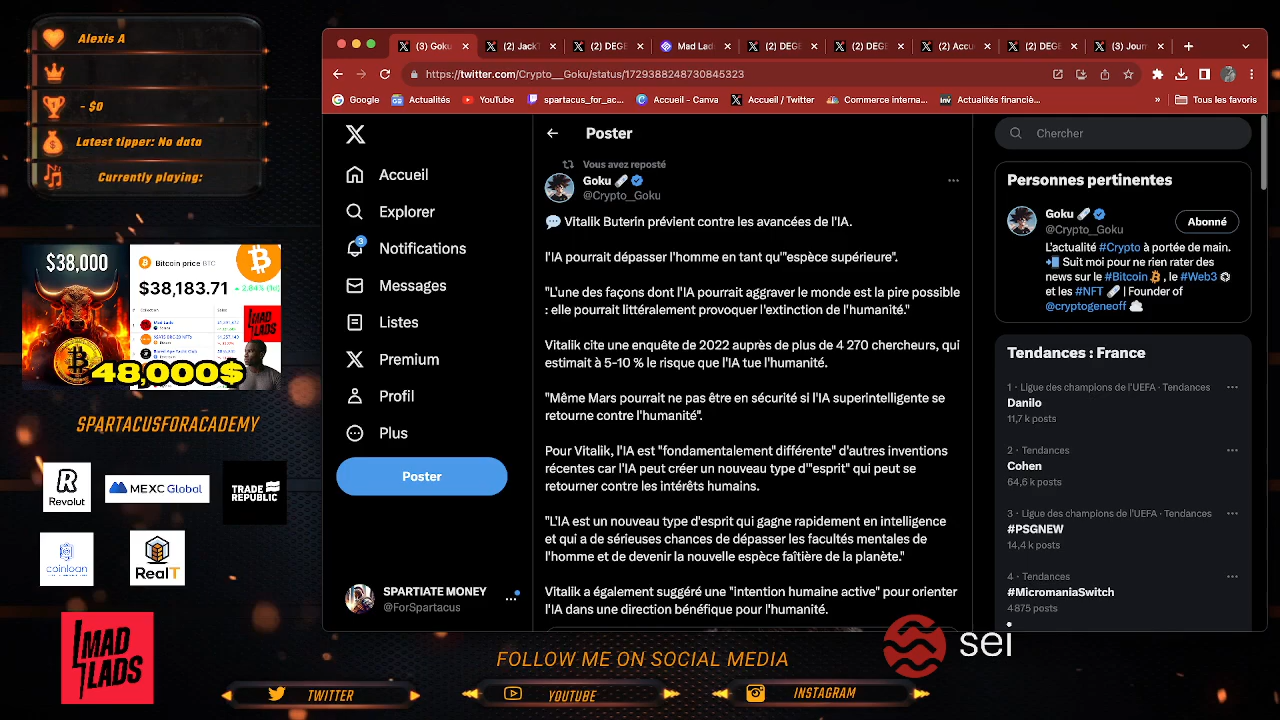 Alexis A
- $0
Latest tipper: No data
Currently playing:
$38,000
Bitcoin price BTC
$38,183.71
2,84% (1d)
MAD LADS
48,000$
SPARTACUSFORACADEMY
Revolut
MEXC Global
TRADE REPUBLIC
coinloan
RealT
MAD LADS
(3) Goku
(2) JackT
(2) DEGE
Mad Lad
(2) DEGE
(2) DEGE
(2) Accu
(2) DEGE
(3) Journ
https://twitter.com/Crypto__Goku/status/1729388248730845323
Google
Actualités
YouTube
spartacus_for_ac...
Accueil - Canva
Accueil / Twitter
Commerce interna...
Actualités financiè...
»
Tous les favoris
Accueil
Explorer
3
Notifications
Messages
Listes
Premium
Profil
Plus
Poster
SPARTIATE MONEY
@ForSpartacus
Poster
Vous avez reposté
Goku
@Crypto__Goku
💬 Vitalik Buterin prévient contre les avancées de l'IA.
l'IA pourrait dépasser l'homme en tant qu'"espèce supérieure".
"L'une des façons dont l'IA pourrait aggraver le monde est la pire possible
: elle pourrait littéralement provoquer l'extinction de l'humanité."
Vitalik cite une enquête de 2022 auprès de plus de 4 270 chercheurs, qui
estimait à 5-10 % le risque que l'IA tue l'humanité.
"Même Mars pourrait ne pas être en sécurité si l'IA superintelligente se
retourne contre l'humanité".
Pour Vitalik, l'IA est "fondamentalement différente" d'autres inventions
récentes car l'IA peut créer un nouveau type d'"esprit" qui peut se
retourner contre les intérêts humains.
"L'IA est un nouveau type d'esprit qui gagne rapidement en intelligence
et qui a de sérieuses chances de dépasser les facultés mentales de
l'homme et de devenir la nouvelle espèce faîtière de la planète."
Vitalik a également suggéré une "intention humaine active" pour orienter
l'IA dans une direction bénéfique pour l'humanité.
Chercher
Personnes pertinentes
Goku
@Crypto__Goku
Abonné
L'actualité #Crypto à portée de main.
📲 Suit moi pour ne rien rater des
news sur le #Bitcoin ₿, le #Web3
et les #NFT | Founder of
@cryptogeneoff
Tendances : France
1 · Ligue des champions de l'UEFA · Tendances
Danilo
11,7 k posts
2 · Tendances
Cohen
64,6 k posts
3 · Ligue des champions de l'UEFA · Tendances
#PSGNEW
14,4 k posts
4 · Tendances
#MicromaniaSwitch
4 875 posts
sei
FOLLOW ME ON SOCIAL MEDIA
TWITTER
YOUTUBE
INSTAGRAM